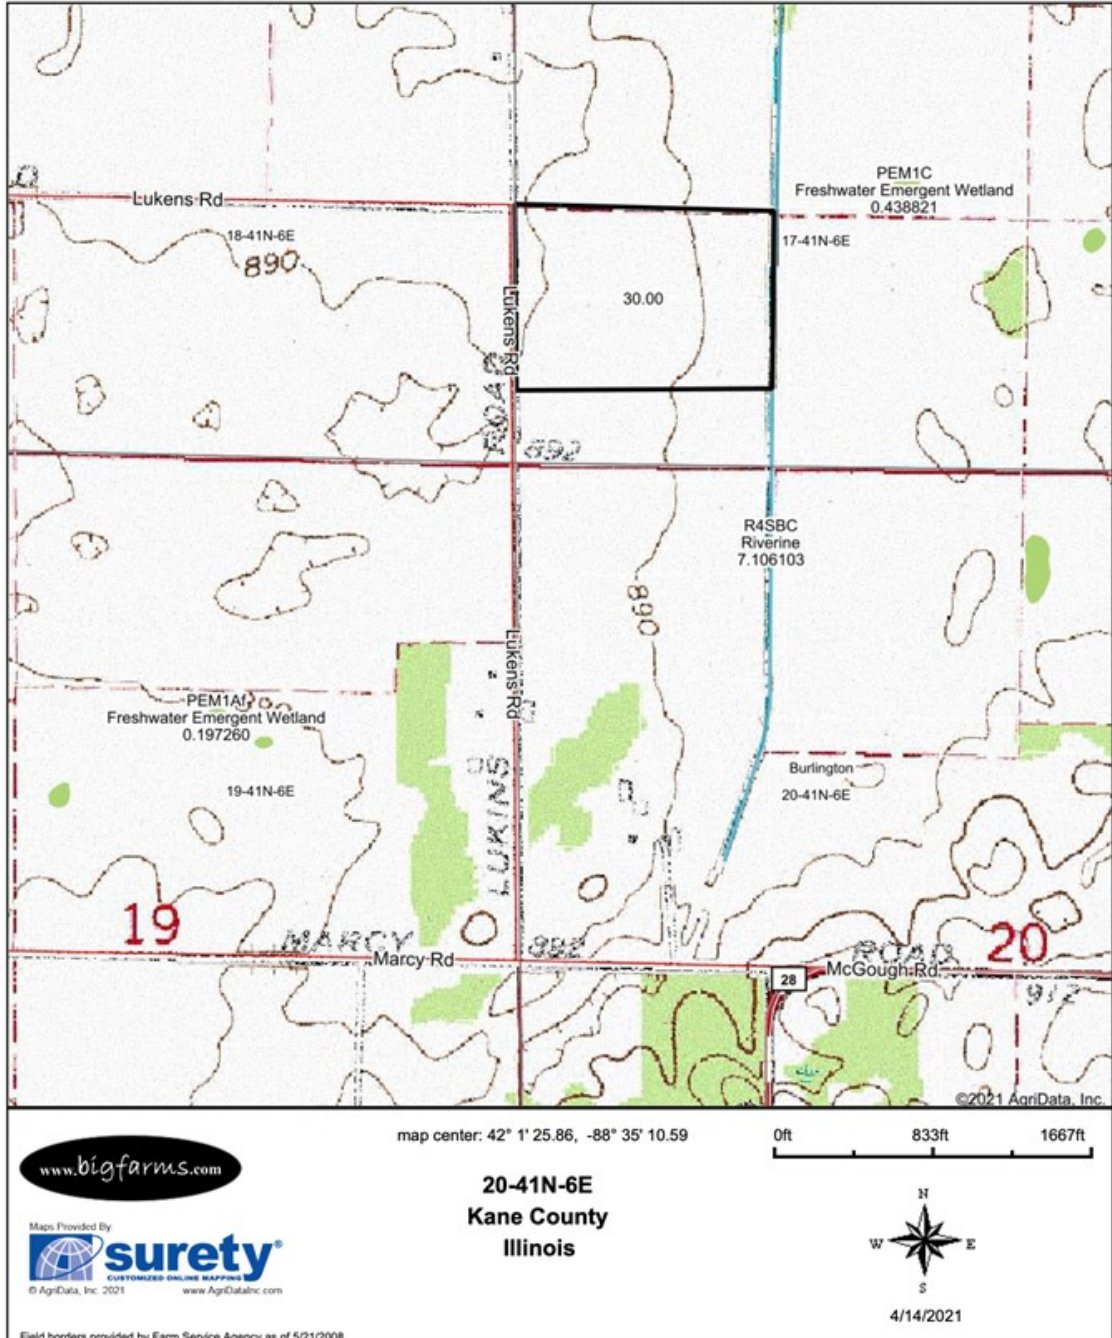 Lukens Rd
18-41N-6E
890
PEM1C
Freshwater Emergent Wetland
0.438821
17-41N-6E
30.00
Lukens Rd
ROAD
892
R4SBC
Riverine
7.106103
890
Lukens Rd
PEM1Af
Freshwater Emergent Wetland
0.197260
19-41N-6E
LUKINS
Burlington
20-41N-6E
19
MARCY
Marcy Rd
ROAD
McGough Rd
20
28
912
©2021 AgriData, Inc.
map center: 42° 1' 25.86, -88° 35' 10.59
0ft 833ft 1667ft
www.bigfarms.com
20-41N-6E
Kane County
Illinois
Maps Provided By:
surety®
CUSTOMIZED ONLINE MAPPING
© AgriData, Inc. 2021 www.AgriDataInc.com
N
W E
S
4/14/2021
Field borders provided by Farm Service Agency as of 5/21/2008.